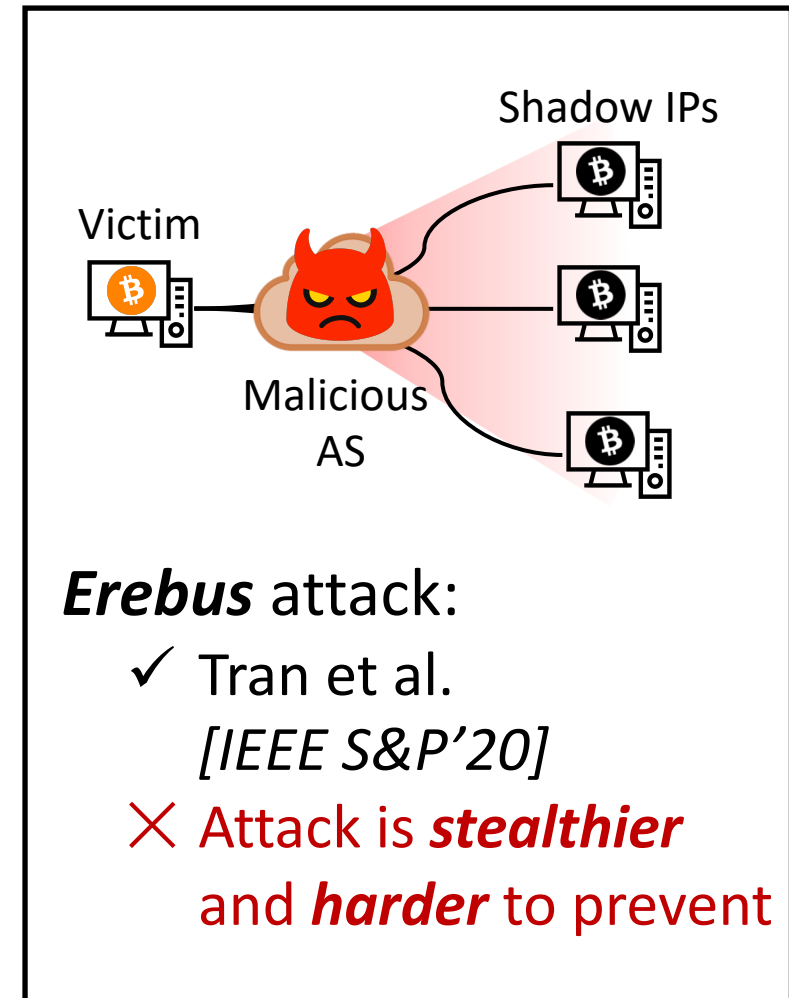 Shadow IPs
Victim
Malicious
AS
Erebus attack:
✓ Tran et al.
[IEEE S&P’20]
× Attack is stealthier
and harder to prevent